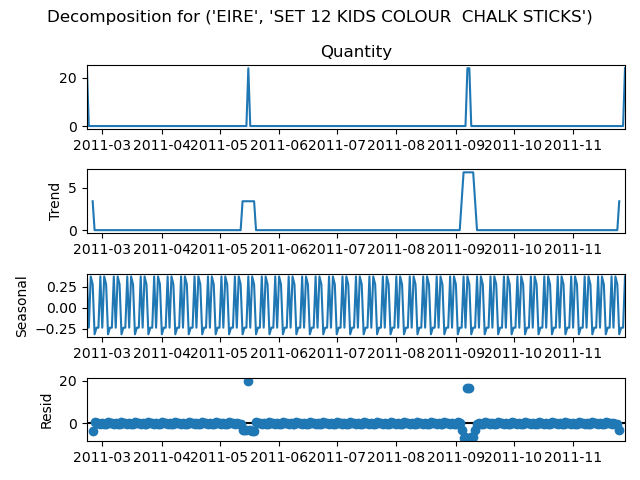 Decomposition for ('EIRE', 'SET 12 KIDS COLOUR  CHALK STICKS')
Quantity
20
0
2011-03 2011-04 2011-05 2011-06 2011-07 2011-08 2011-09 2011-10 2011-11
Trend
5
0
2011-03 2011-04 2011-05 2011-06 2011-07 2011-08 2011-09 2011-10 2011-11
Seasonal
0.25
0.00
−0.25
2011-03 2011-04 2011-05 2011-06 2011-07 2011-08 2011-09 2011-10 2011-11
Resid
20
0
2011-03 2011-04 2011-05 2011-06 2011-07 2011-08 2011-09 2011-10 2011-11